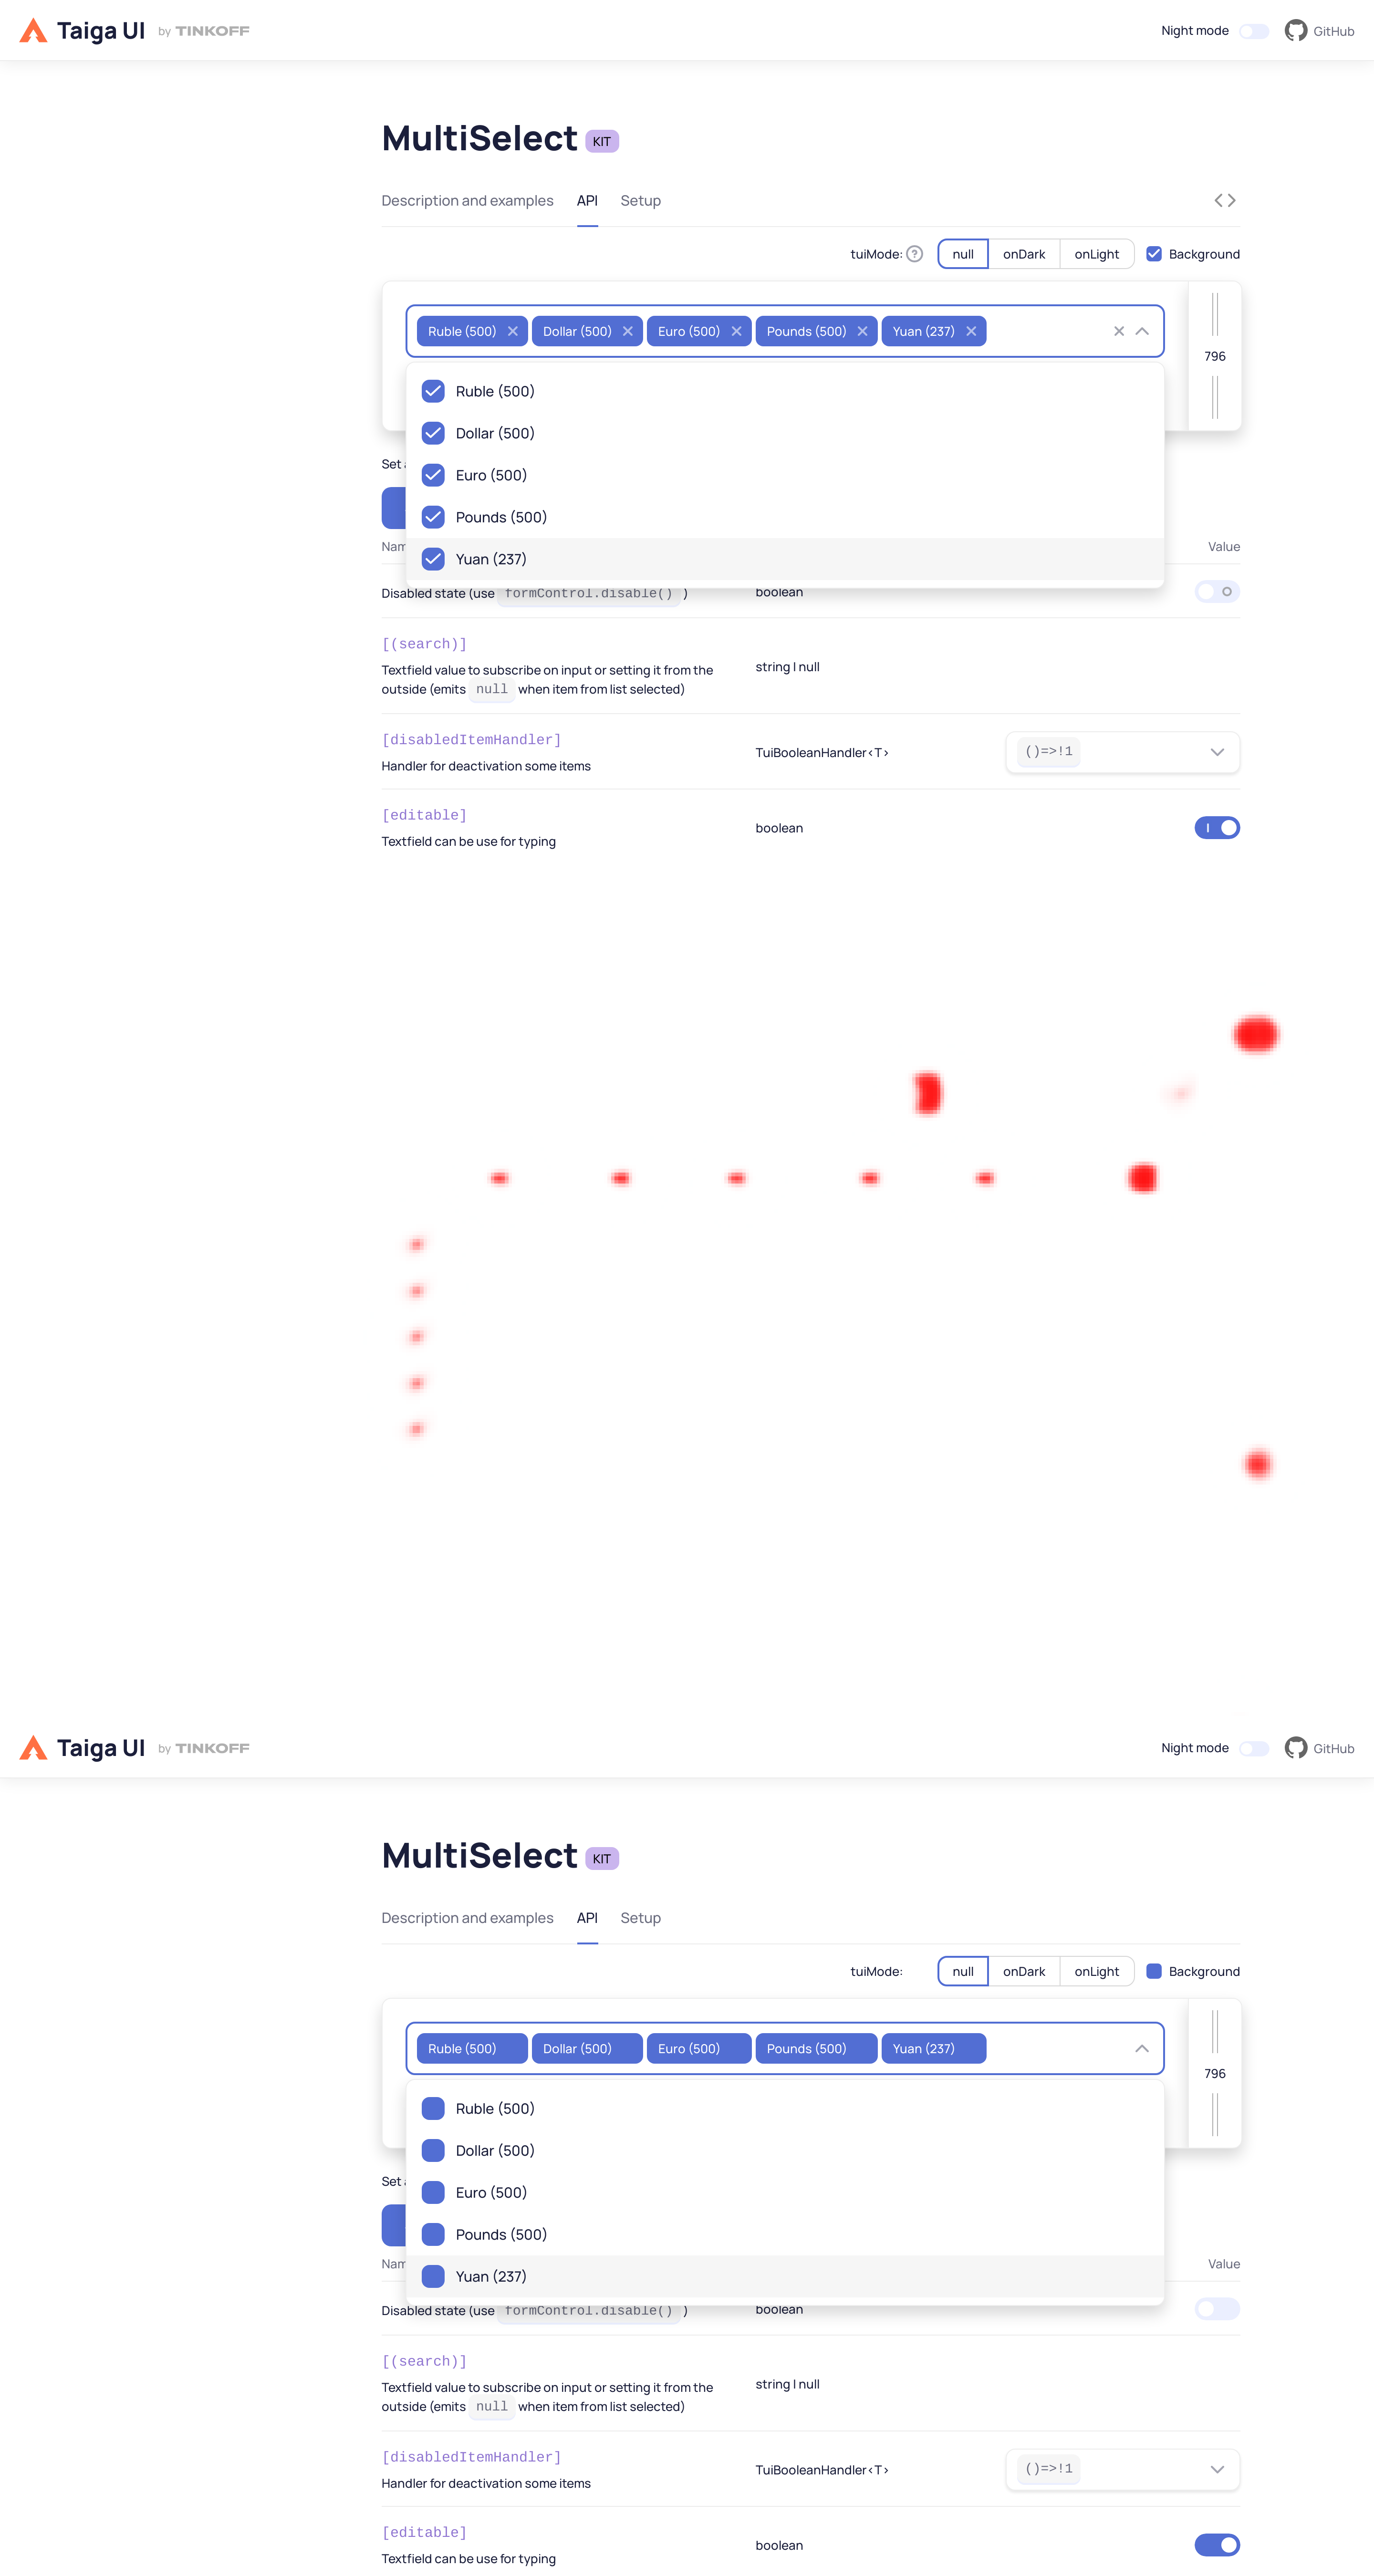 Taiga UI by TINKOFF Night mode GitHub
MultiSelect KIT
Description and examples API Setup
tuiMode: ? null onDark onLight Background
Ruble (500) Dollar (500) Euro (500) Pounds (500) Yuan (237)
796
Ruble (500)
Dollar (500)
Euro (500)
Set
Pounds (500)
Value
Yuan (237)
Disabled state (use formControl.disable() ) boolean
[(search)]
Textfield value to subscribe on input or setting it from the
string | null
outside (emits null when item from list selected)
[disabledItemHandler]
TuiBooleanHandler<T> ()=>!1
Handler for deactivation some items
[editable]
boolean
Textfield can be use for typing
Taiga UI by TINKOFF Night mode GitHub
MultiSelect KIT
Description and examples API Setup
tuiMode: null onDark onLight Background
Ruble (500) Dollar (500) Euro (500) Pounds (500) Yuan (237)
796
Ruble (500)
Dollar (500)
Euro (500)
Set
Pounds (500)
Value
Yuan (237)
Disabled state (use formControl.disable() ) boolean
[(search)]
Textfield value to subscribe on input or setting it from the
string | null
outside (emits null when item from list selected)
[disabledItemHandler]
TuiBooleanHandler<T> ()=>!1
Handler for deactivation some items
[editable]
boolean
Textfield can be use for typing